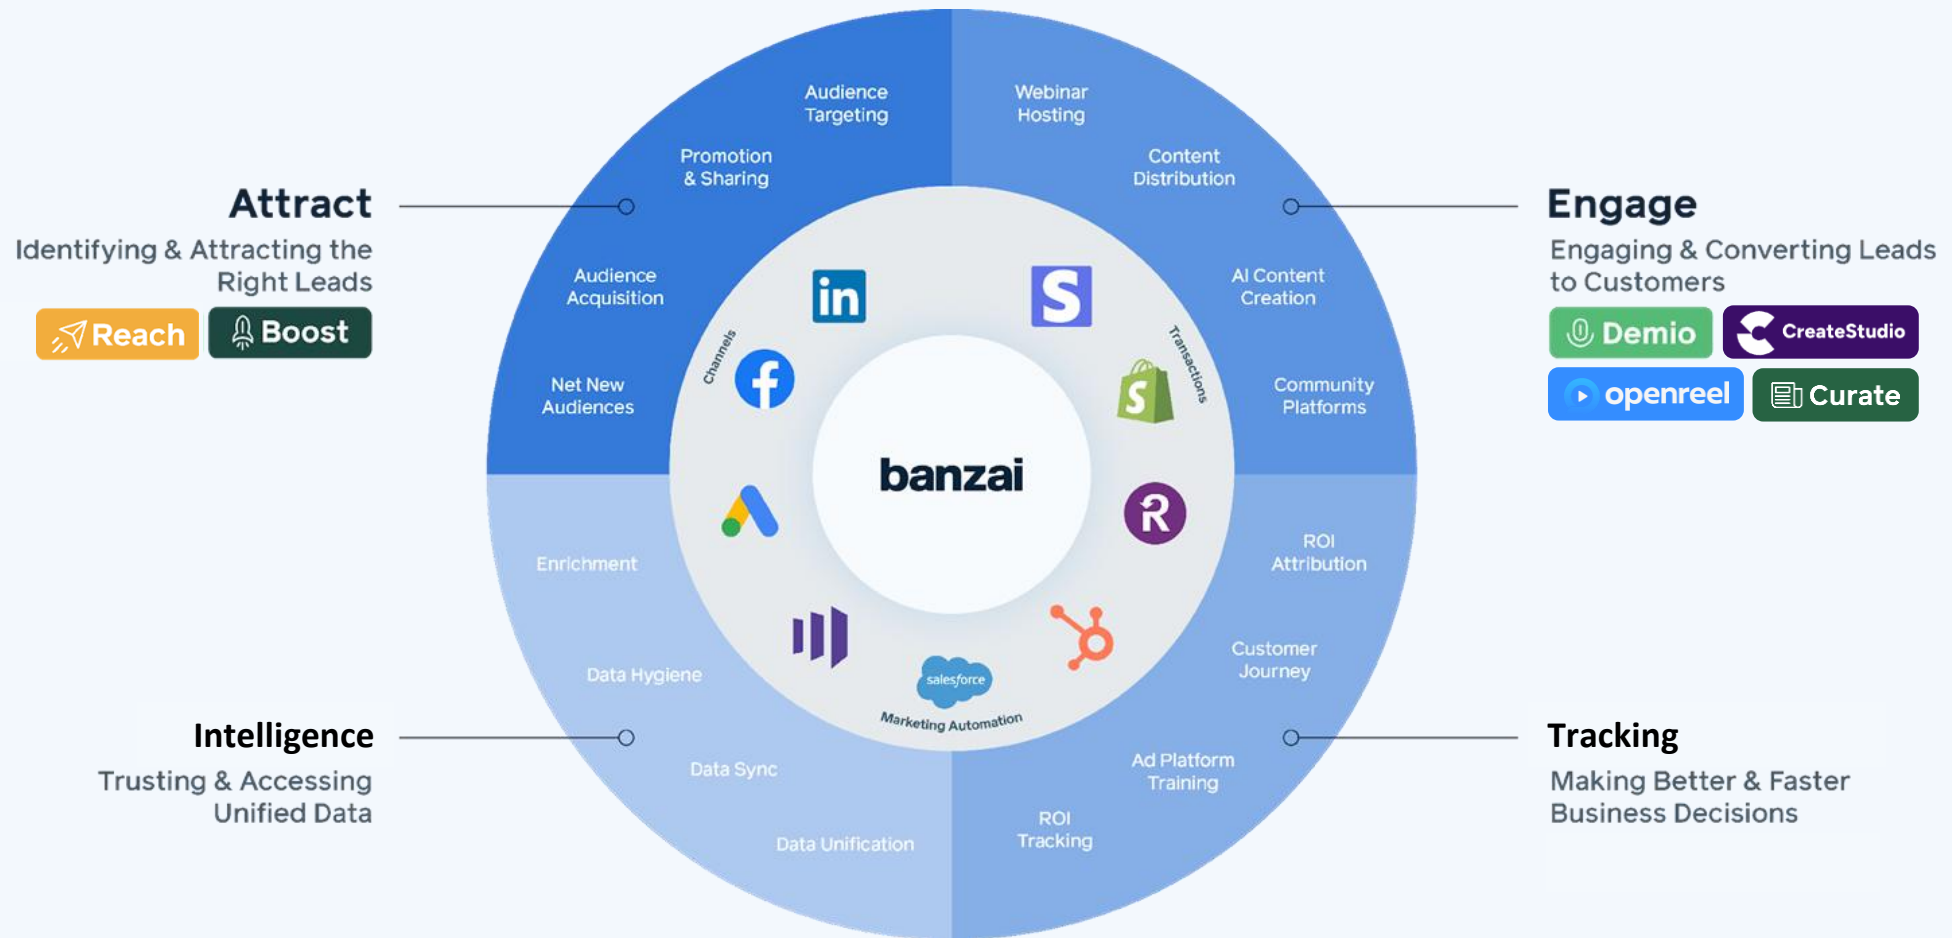 Attract
Identifying & Attracting the
Right Leads
Reach
Boost
Audience
Targeting
Promotion
& Sharing
Audience
Acquisition
Net New
Audiences
Webinar
Hosting
Content
Distribution
AI Content
Creation
Community
Platforms
Engage
Engaging & Converting Leads
to Customers
Demio
CreateStudio
openreel
Curate
Channels
in
f
S
S
R
Transactions
banzai
salesforce
Marketing Automation
Enrichment
Data Hygiene
Data Sync
Data Unification
Intelligence
Trusting & Accessing
Unified Data
ROI
Attribution
Customer
Journey
Ad Platform
Training
ROI
Tracking
Tracking
Making Better & Faster
Business Decisions